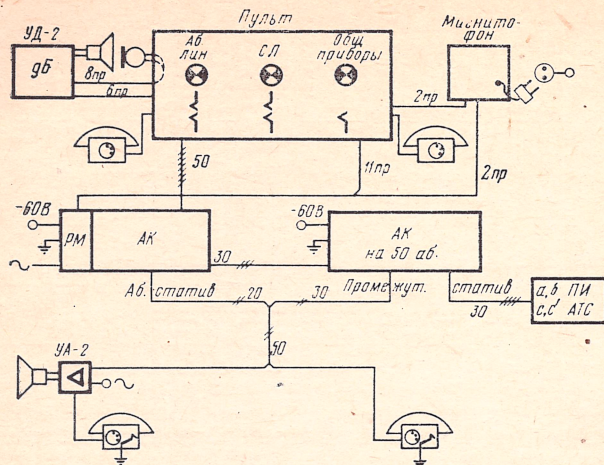 Пульт
УД-2
дБ
8пр
6пр
Аб
лин
СЛ
Общ
приборы
Магнито-
фон
2пр
50
11пр
2пр
-60В
РМ
АК
30
-60В
АК
на 50 аб.
Аб. статив
20
30
Промежут. статив
30
a,b ПИ
c,c' АТС
50
УА-2